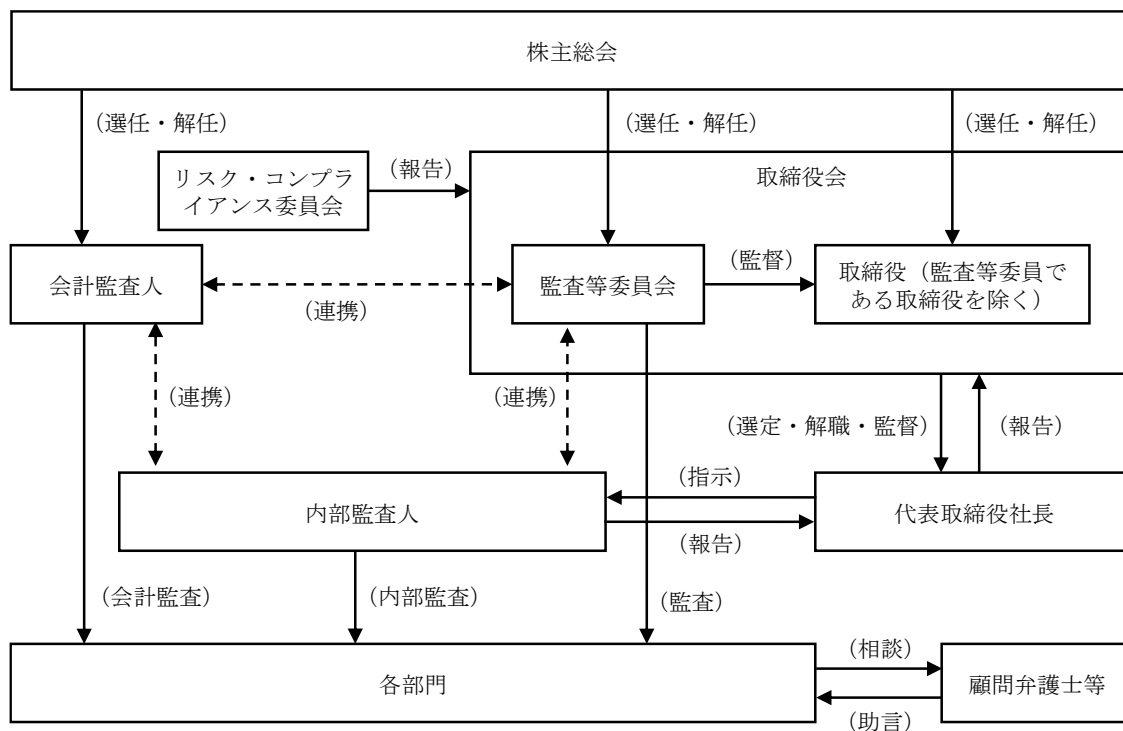 株主総会
(選任・解任)
(選任・解任)
(選任・解任)
リスク・コンプラ
イアンス委員会
(報告)
取締役会
会計監査人
(連携)
監査等委員会
(監督)
取締役（監査等委員で
ある取締役を除く）
(連携)
(連携)
(選定・解職・監督)
(報告)
内部監査人
(指示)
(報告)
代表取締役社長
(会計監査)
(内部監査)
(監査)
各部門
(相談)
(助言)
顧問弁護士等